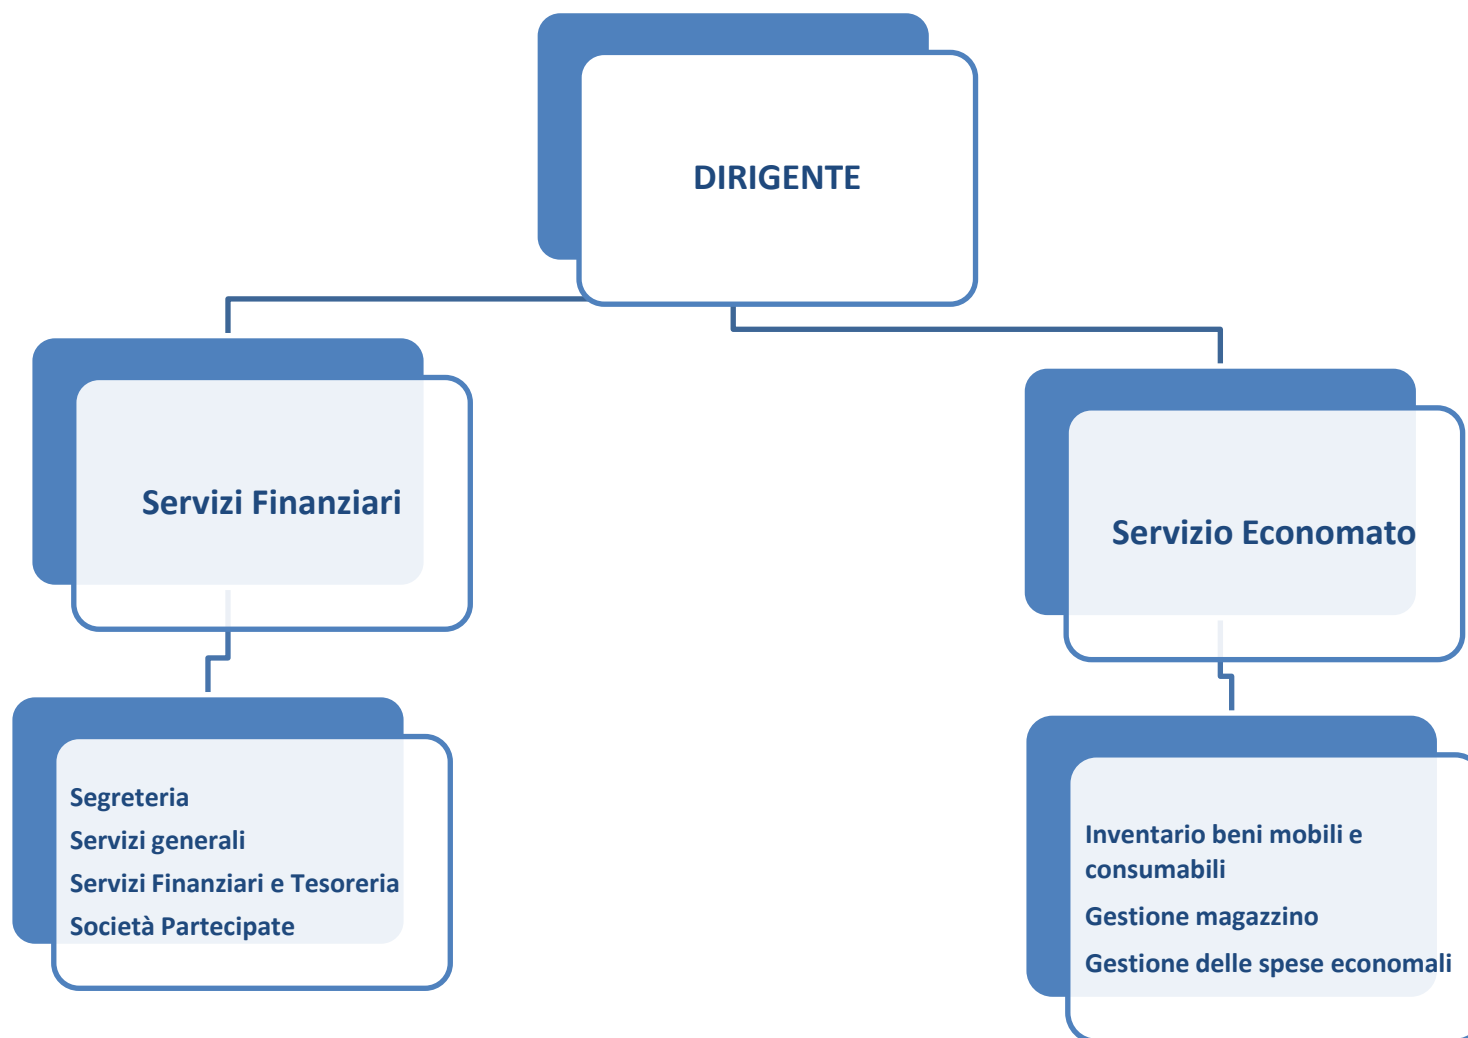 DIRIGENTE
Servizi Finanziari
Servizio Economato
Segreteria
Servizi generali
Servizi Finanziari e Tesoreria
Società Partecipate
Inventario beni mobili e
consumabili
Gestione magazzino
Gestione delle spese economali